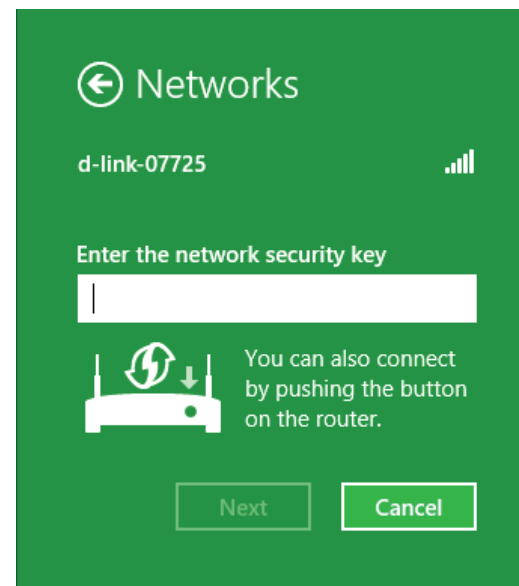 Networks
d-link-07725
Enter the network security key
You can also connect
by pushing the button
on the router.
Next
Cancel